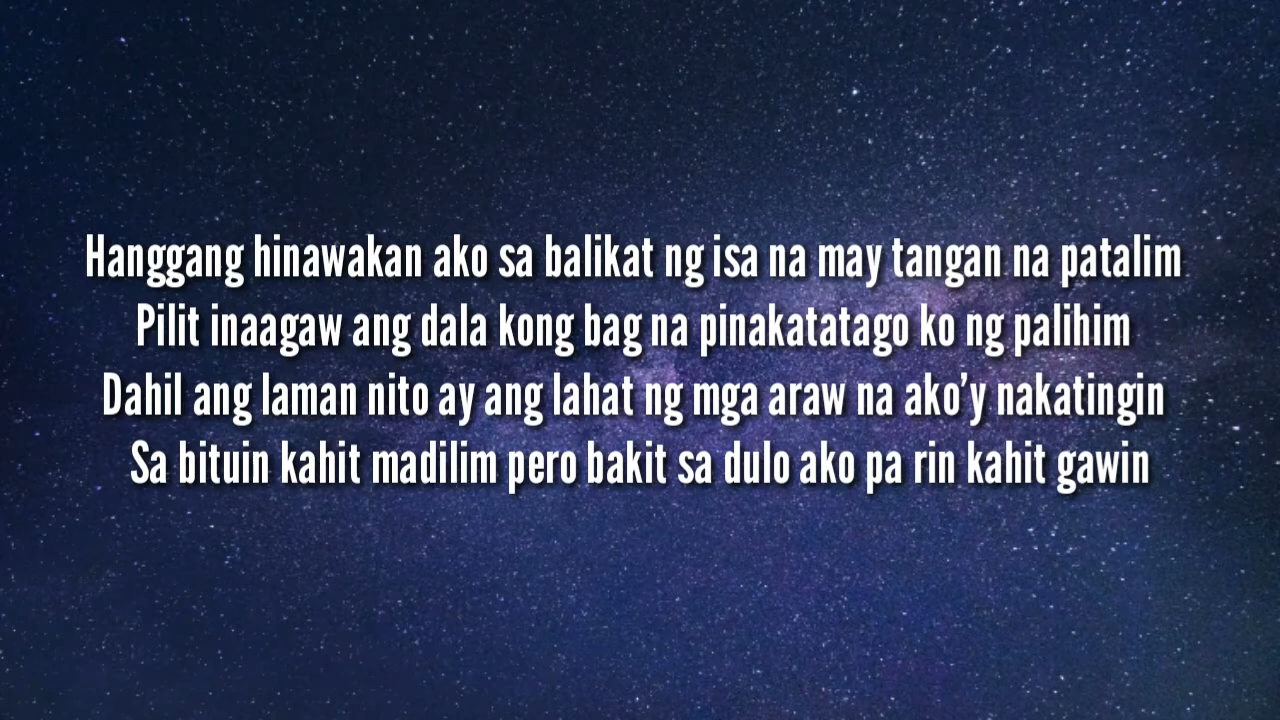 Hanggang hinawakan ako sa balikat ng isa na may tangan na patalim
Pilit inaagaw ang dala kong bag na pinakatatago ko ng palihim
Dahil ang laman nito ay ang lahat ng mga araw na ako’y nakatingin
Sa bituin kahit madilim pero bakit sa dulo ako pa rin kahit gawin